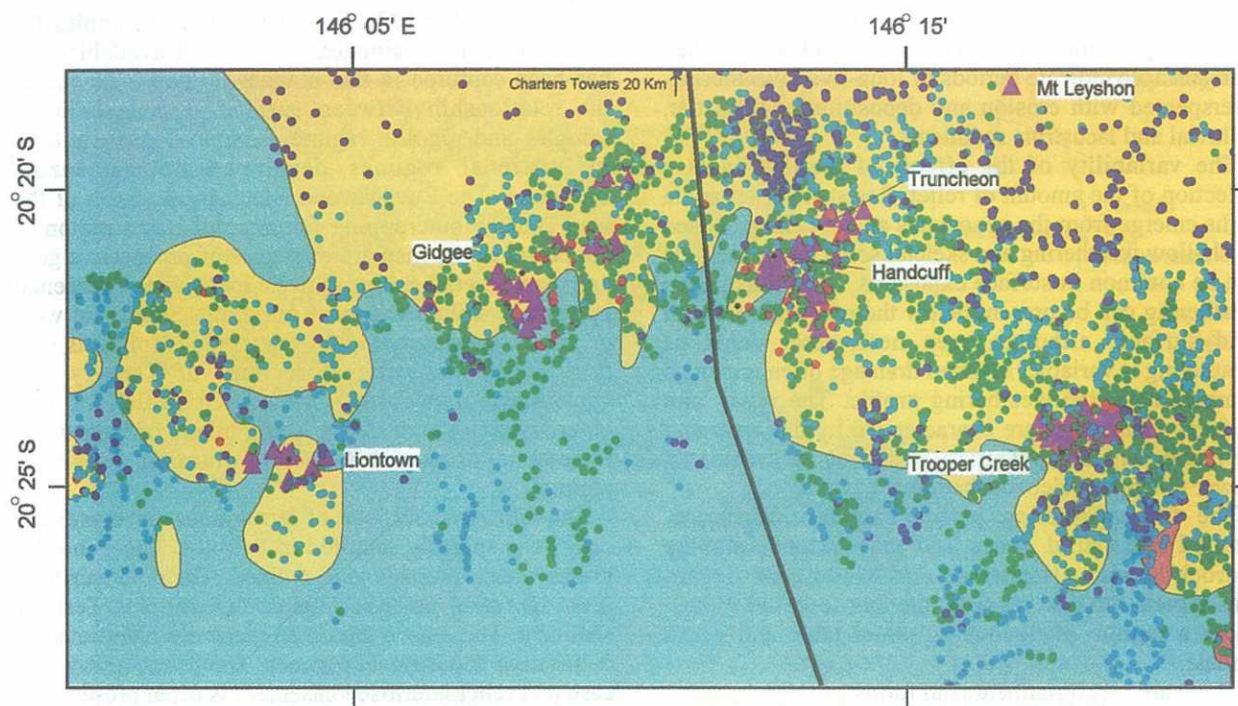 146° 05' E
146° 15'
Charters Towers 20 Km ↑
Mt Leyshon
20° 20' S
Truncheon
Gidgee
Handcuff
Liontown
Trooper Creek
20° 25' S